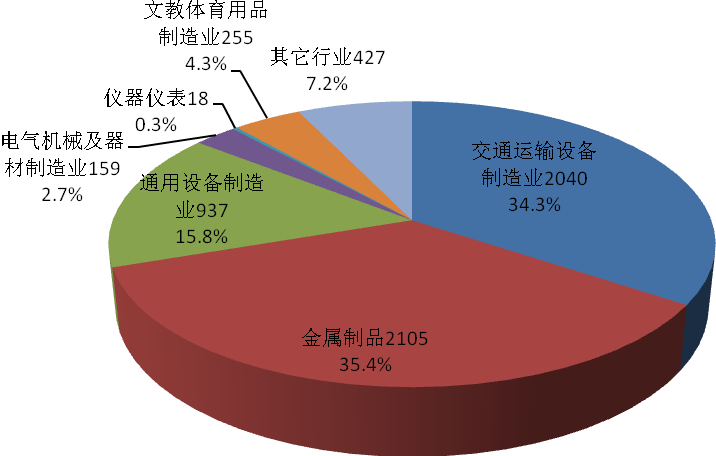 文教体育用品
制造业255
4.3%
其它行业427
7.2%
仪器仪表18
0.3%
电气机械及器
材制造业159
2.7%
交通运输设备
制造业2040
34.3%
通用设备制造
业937
15.8%
金属制品2105
35.4%